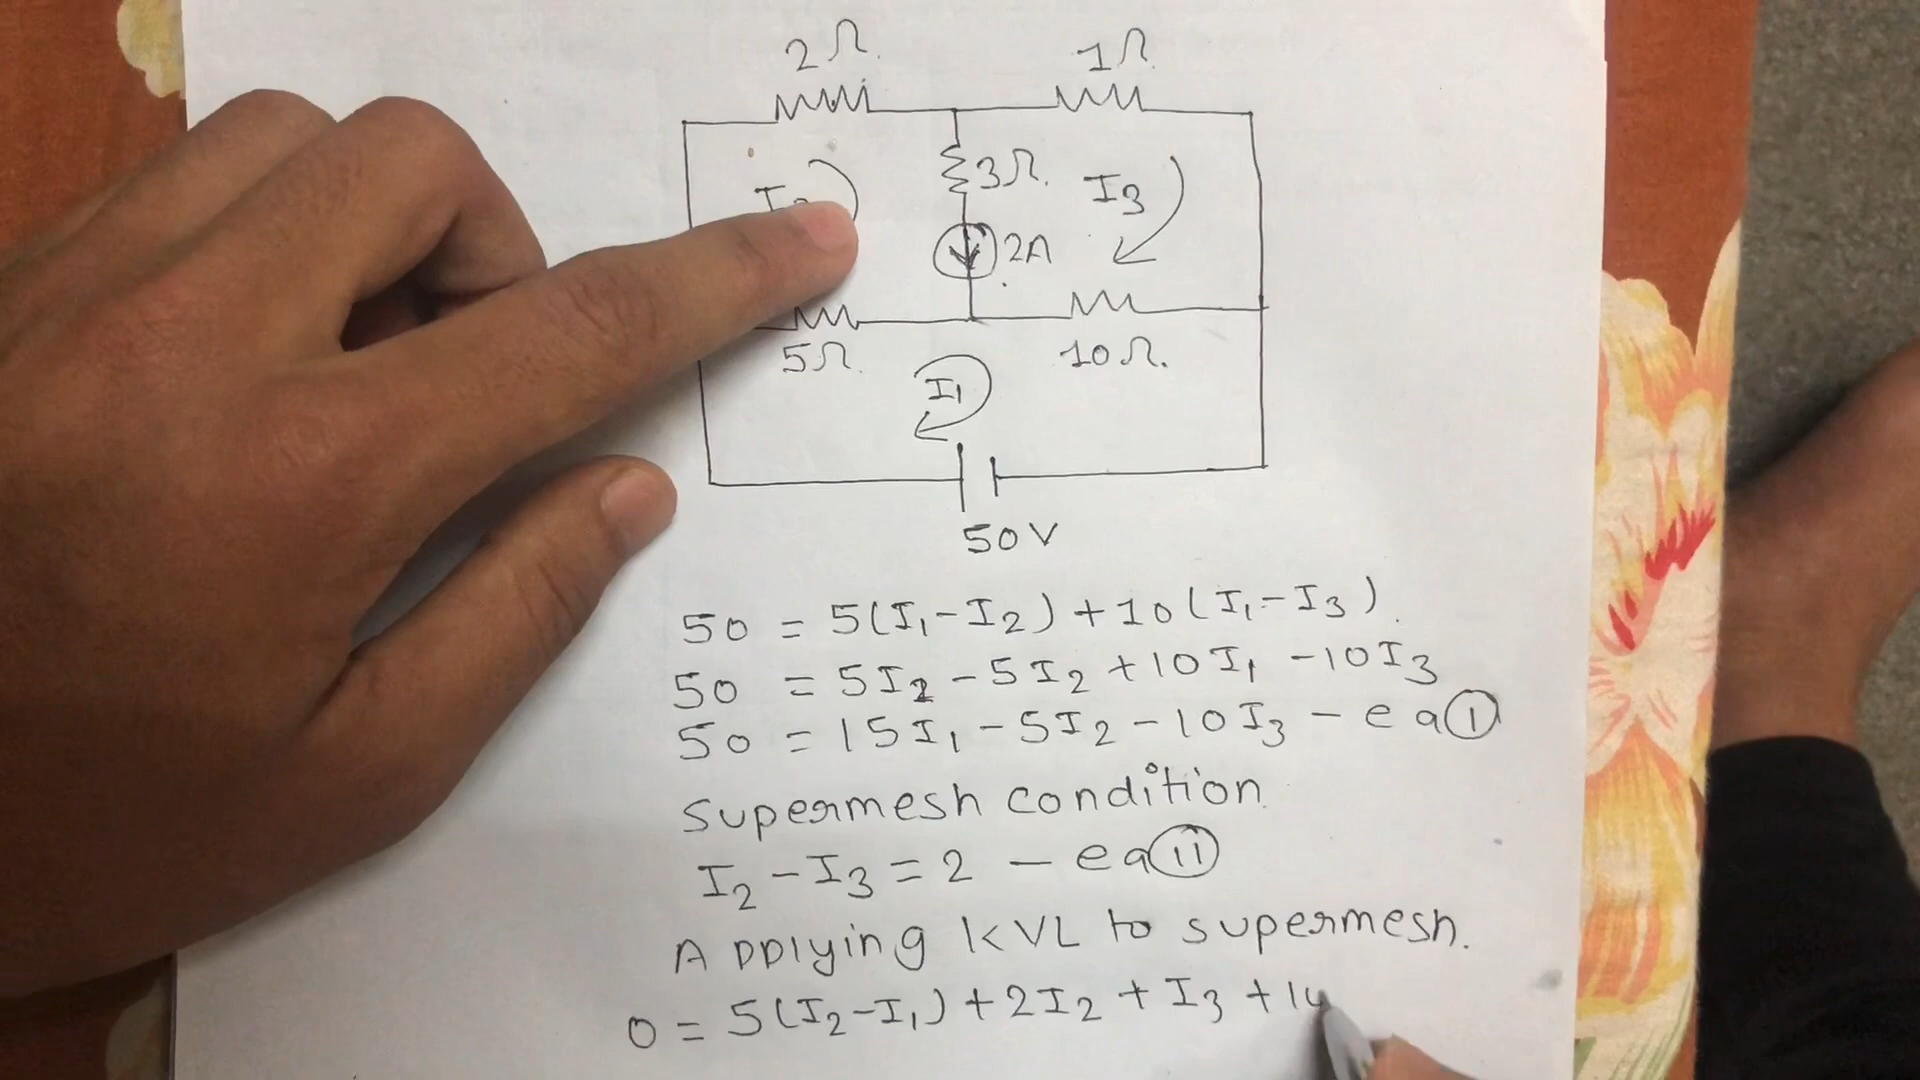 2Ω 1Ω
3Ω. I3
2A
5Ω 10Ω.
I1
50V
50 = 5(I1-I2)+10(I1-I3)
50 = 5I2-5I2+10I1-10I3
50 = 15I1-5I2-10I3 - eq(1)
Supermesh condition
I2-I3=2 - eq(11)
Applying KVL to supermesh.
0 = 5(I2-I1)+2I2+I3+1